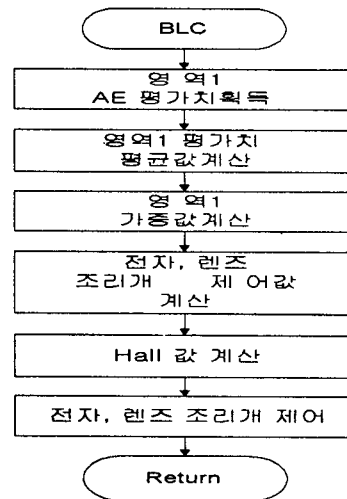 BLC
영 역1
AE 평가치획득
영역1 평가치
평균값계산
영 역1
가중값계산
전자, 렌즈
조리개 제 어값
계산
Hall 값 계산
전자, 렌즈 조리개 제어
Return